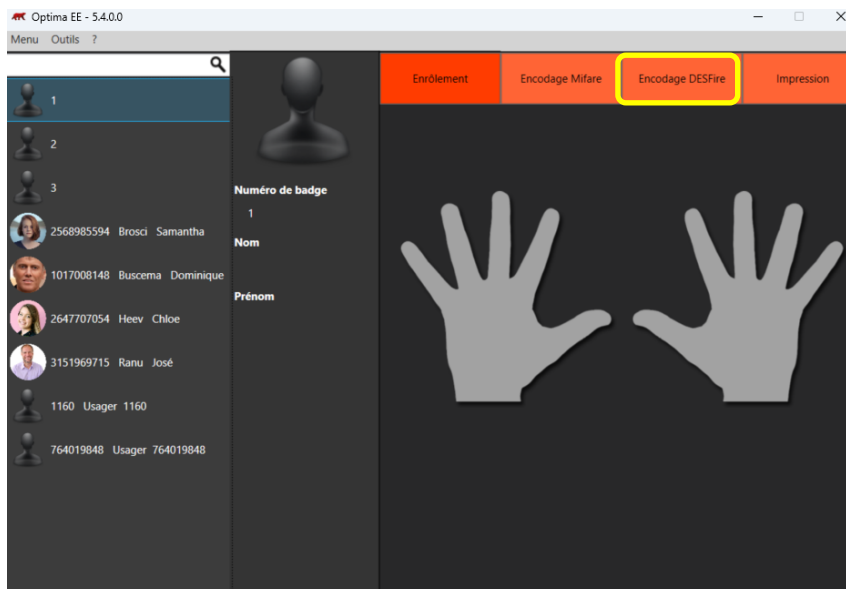 Optima EE - 5.4.0.0
Menu Outils ?
1
2
3
2568985594 Brosci Samantha
1017008148 Buscema Dominique
2647707054 Heev Chloe
3151969715 Ranu José
1160 Usager 1160
764019848 Usager 764019848
Numéro de badge
1
Nom
Prénom
Enrôlement
Encodage Mifare
Encodage DESFire
Impression